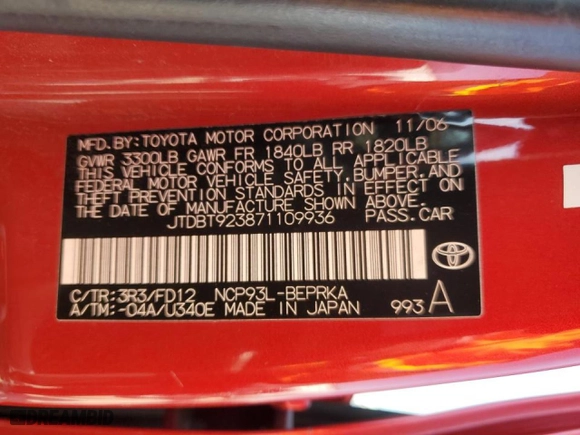 MFD.BY:TOYOTA MOTOR CORPORATION 11/06
GVWR 3300LB GAWR FR 1840LB RR 1820LB
THIS VEHICLE CONFORMS TO ALL APPLICABLE
FEDERAL MOTOR VEHICLE SAFETY,BUMPER,AND
THEFT PREVENTION STANDARDS IN EFFECT ON
THE DATE OF MANUFACTURE SHOWN ABOVE.
JTDBT923871109936 PASS.CAR
C/TR:3R3/FD12 NCP93L-BEPRKA
A/TM:-04A/U340E MADE IN JAPAN 993 A
DREAMBID